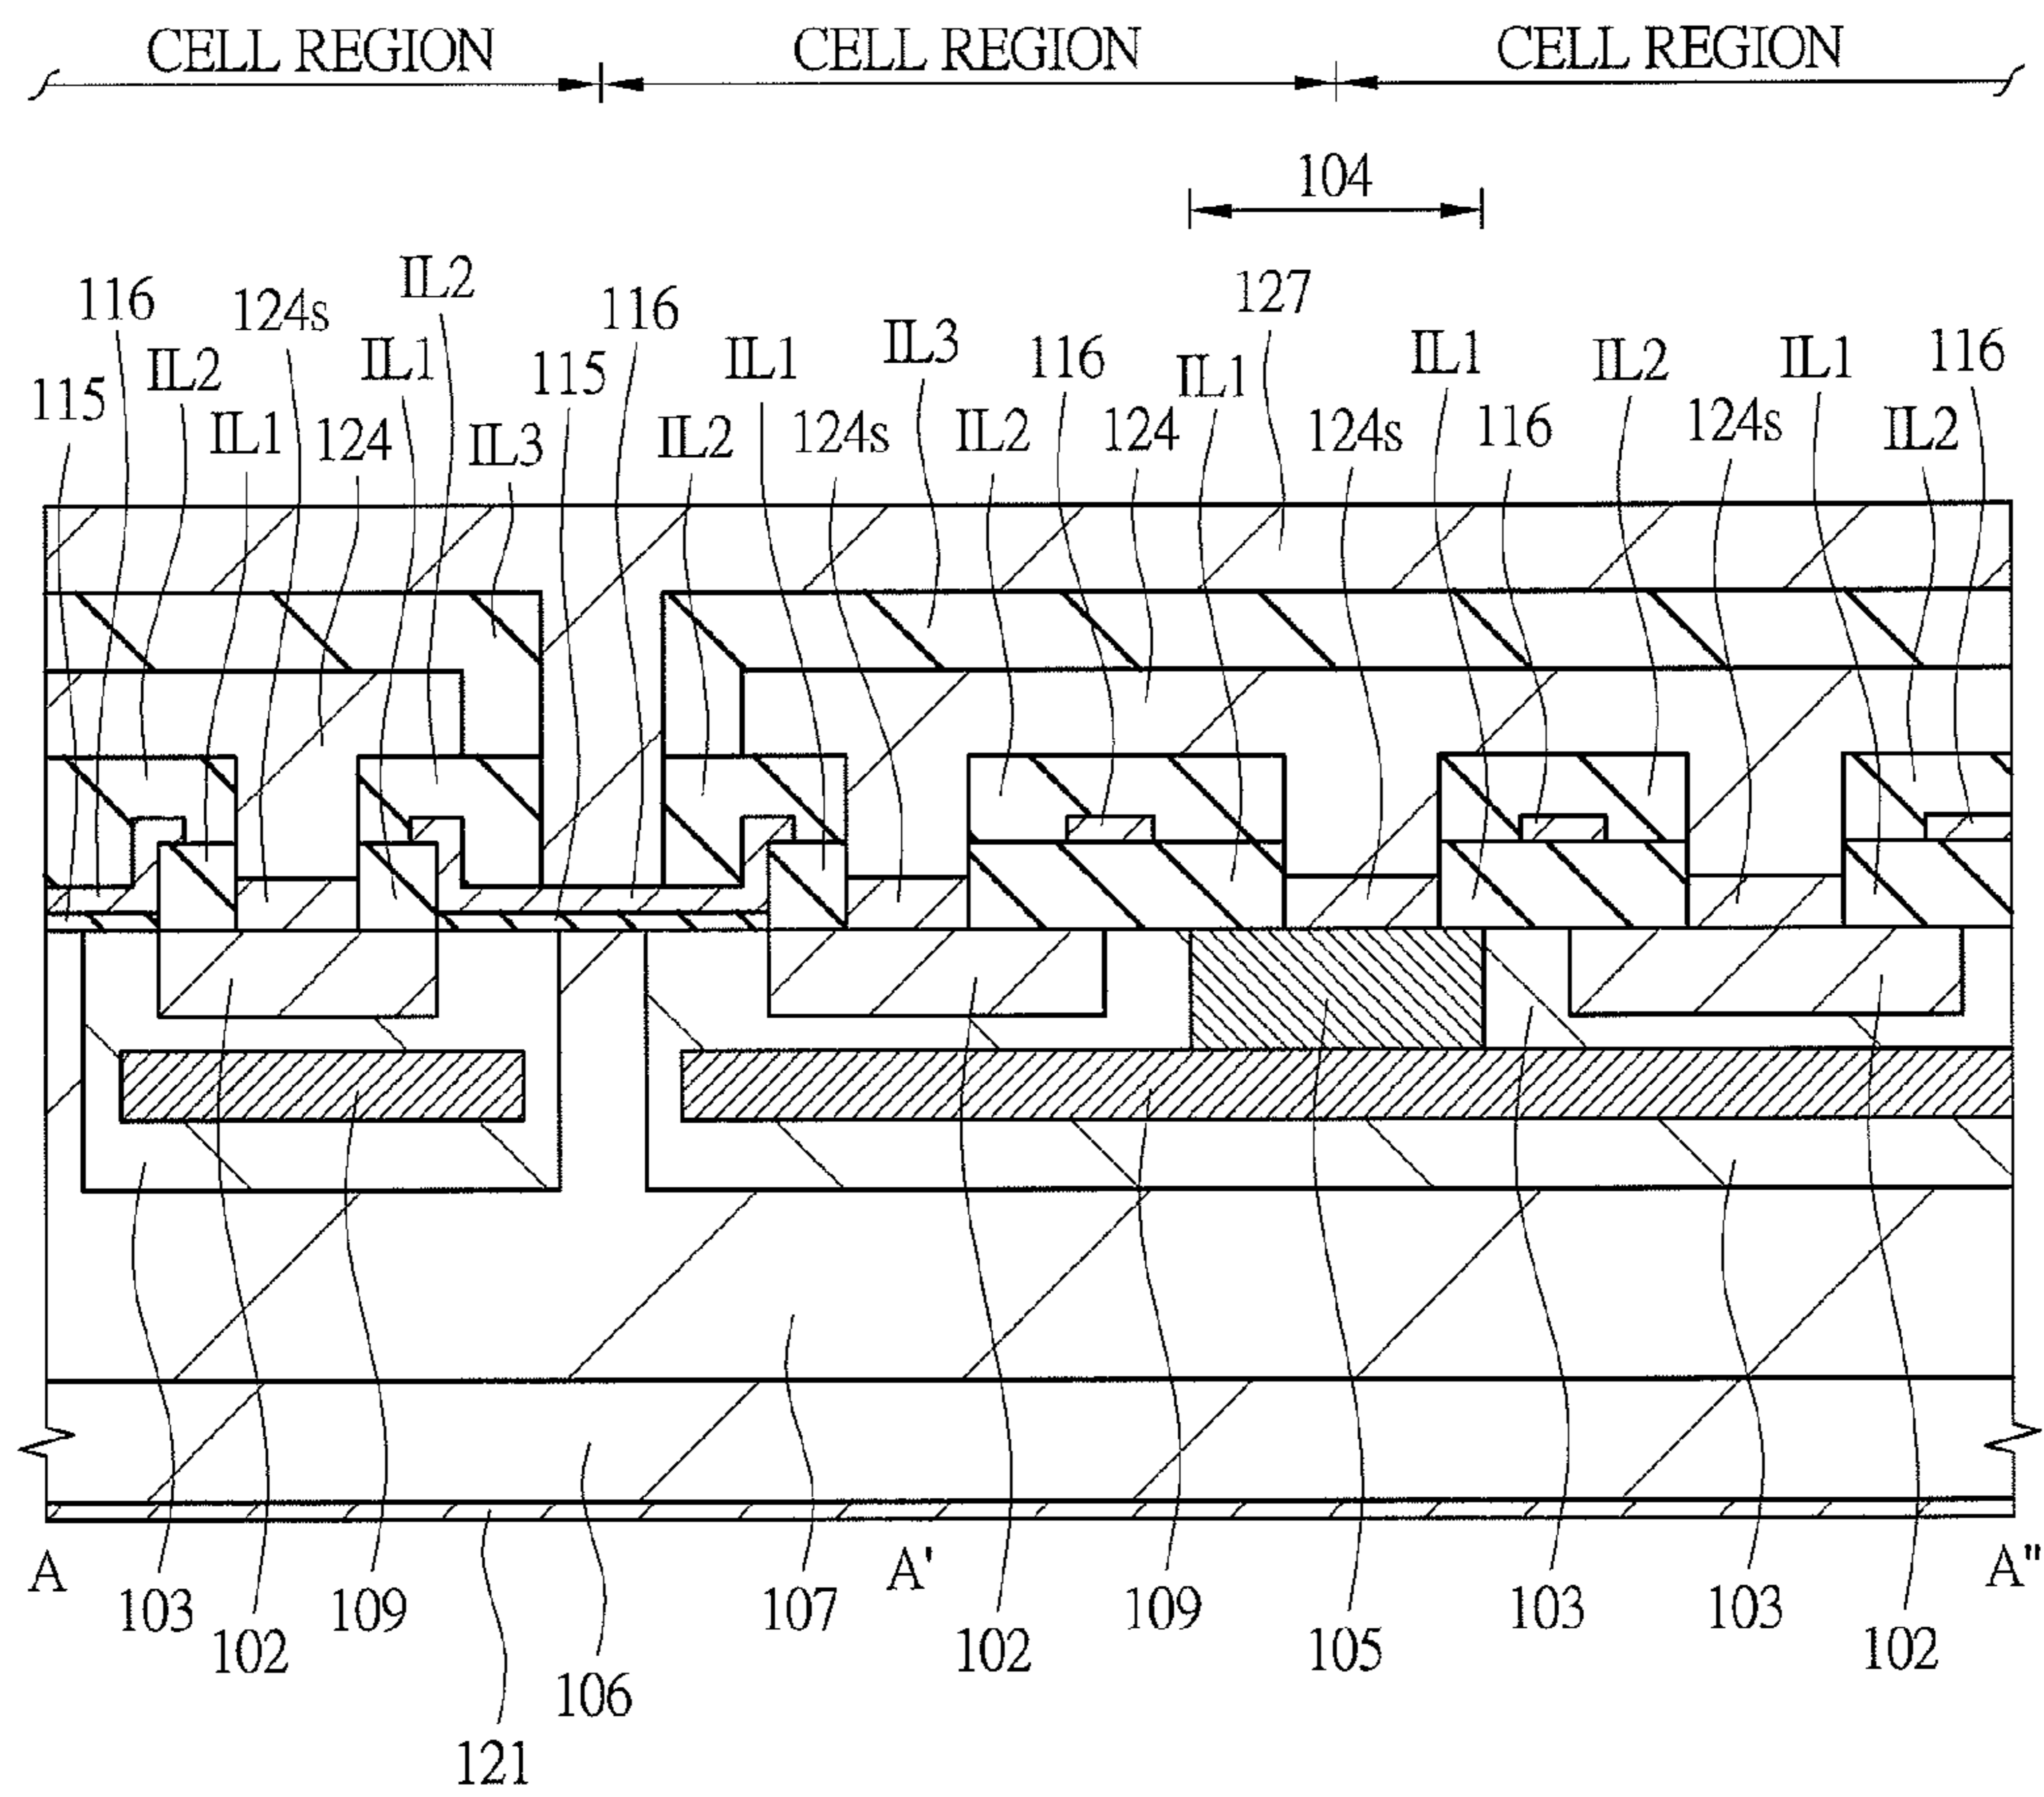 CELL REGION CELL REGION CELL REGION
104
IL2 127
116 124s 116 IL3
IL1 IL1 116 IL1 IL1 IL2 IL1 116
IL2 115 IL1
115 IL1 124 IL3 IL2 124s IL2 124 124s 116 124s IL2
A A' A"
103 109 107 109 103 103
102 102 105 102
106
121